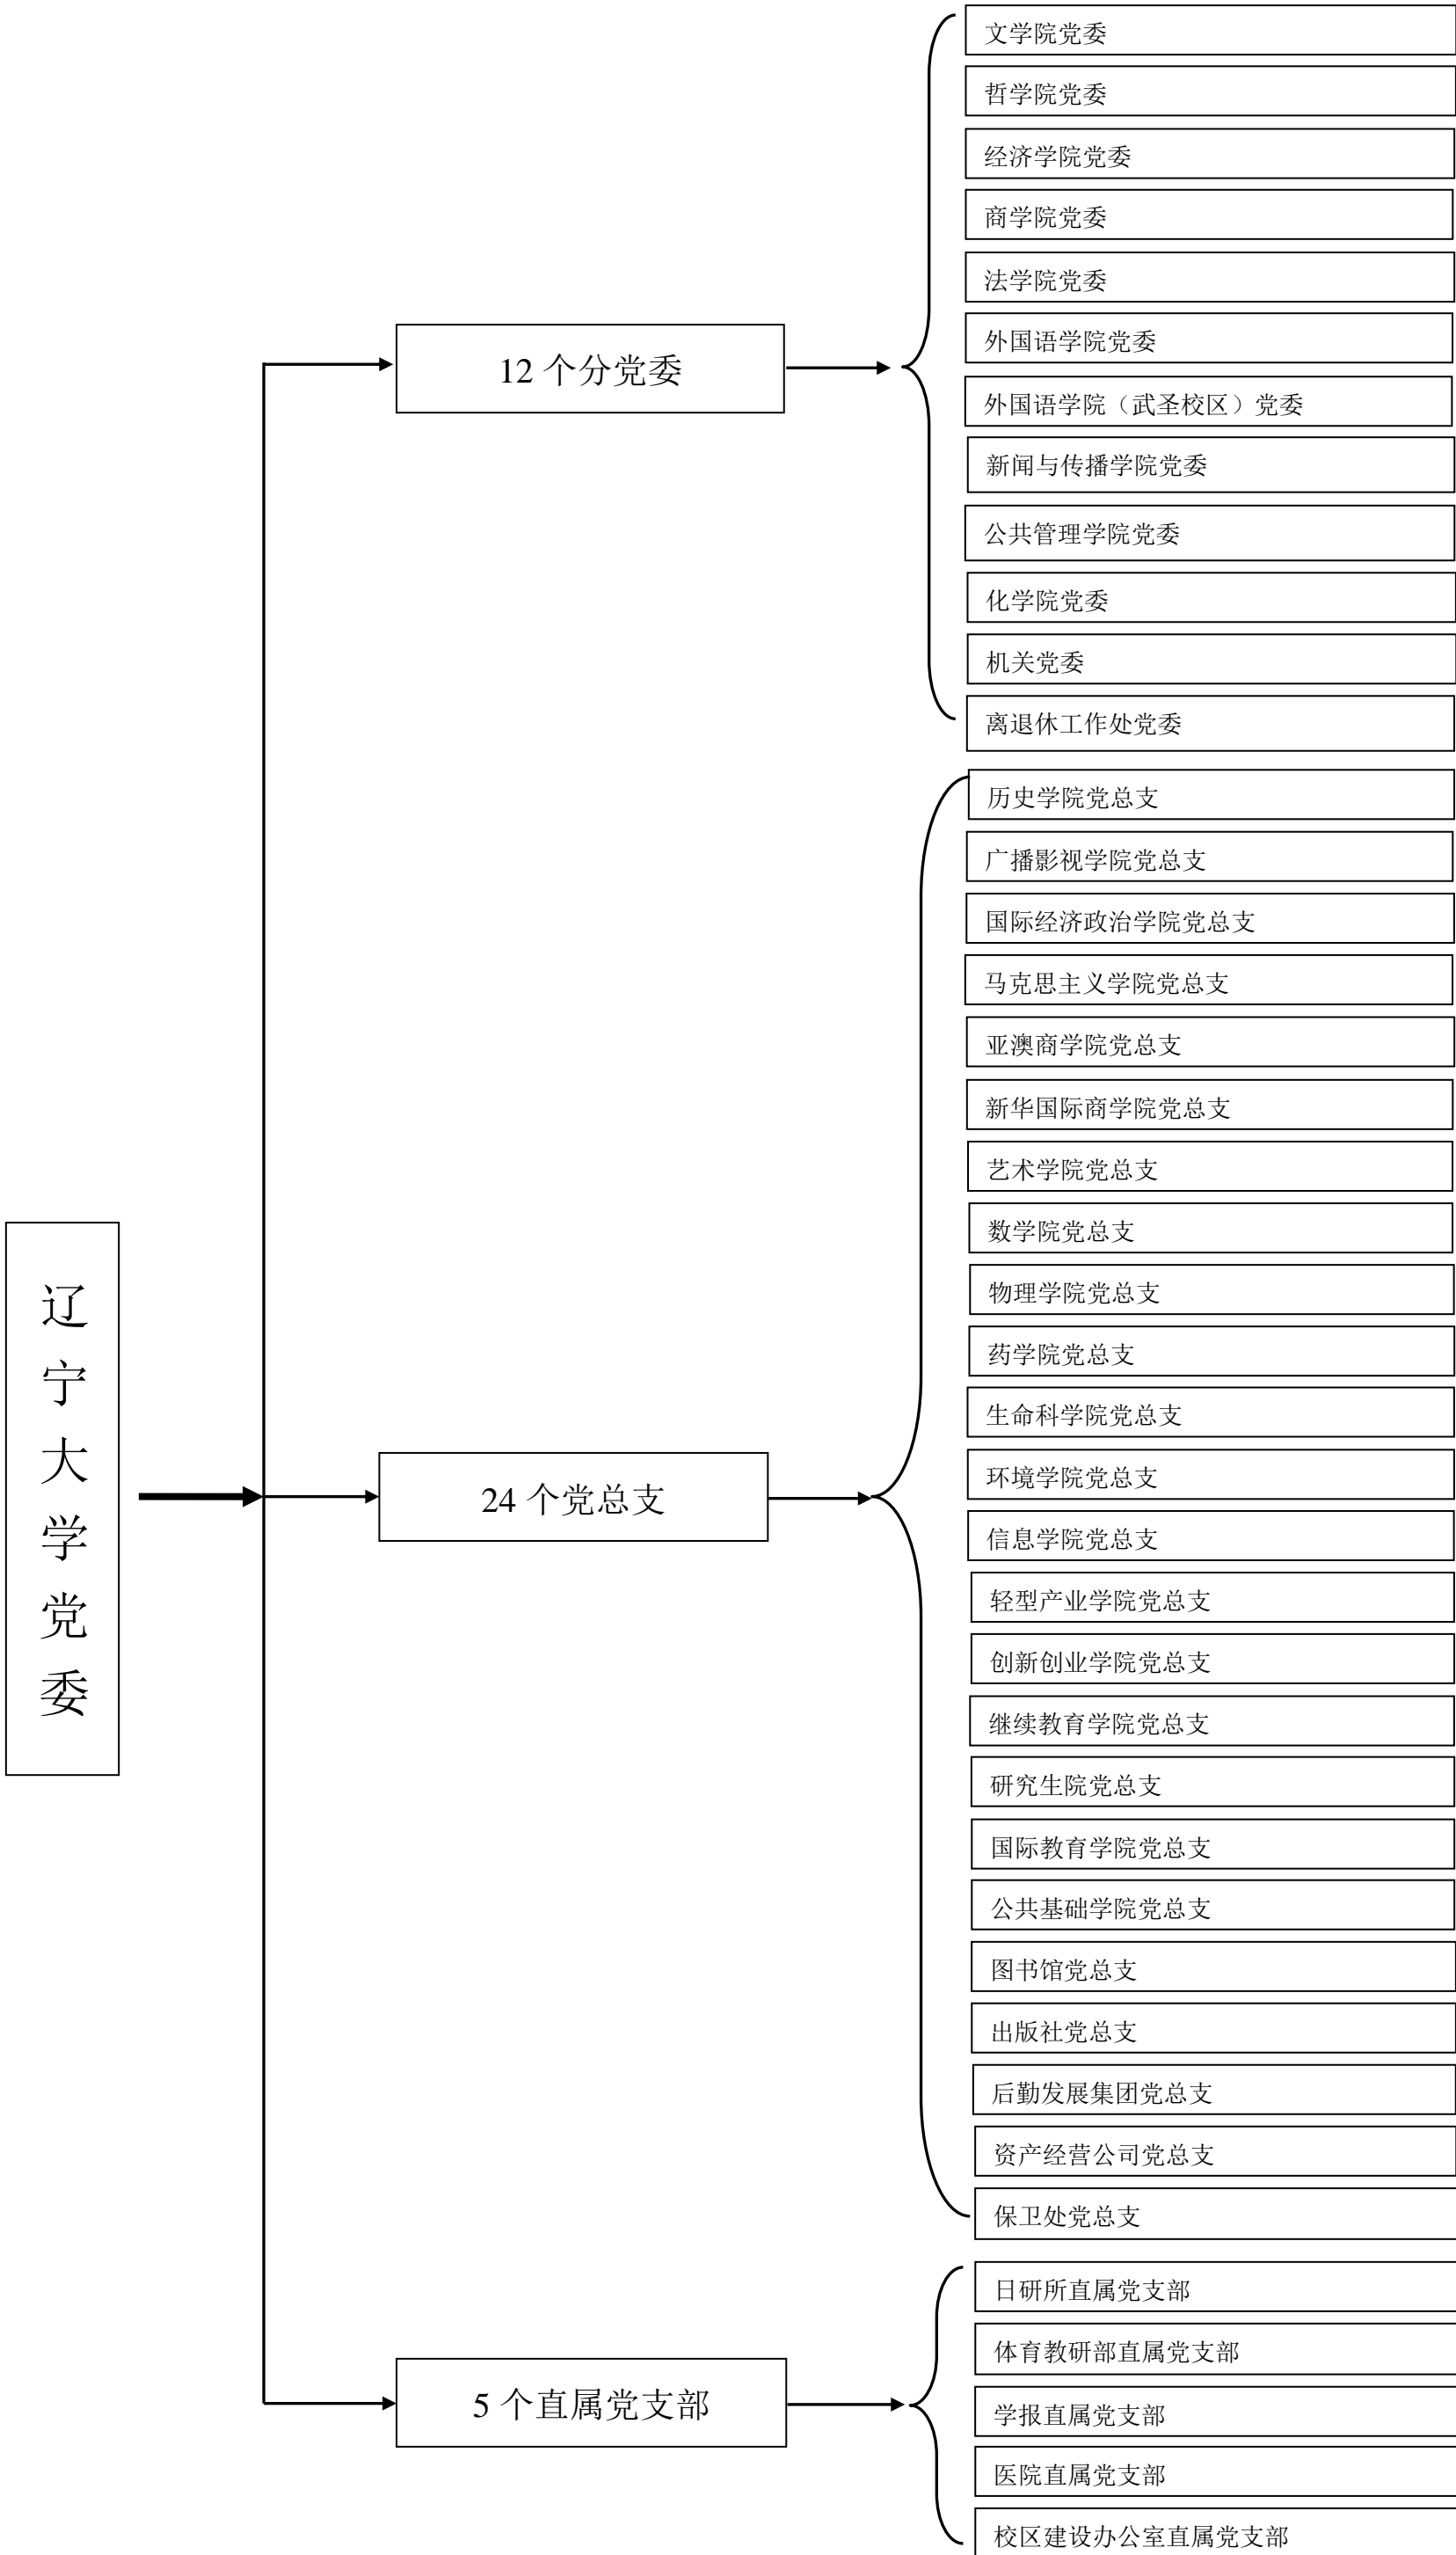 辽宁大学党委
12 个分党委
文学院党委
哲学院党委
经济学院党委
商学院党委
法学院党委
外国语学院党委
外国语学院（武圣校区）党委
新闻与传播学院党委
公共管理学院党委
化学院党委
机关党委
离退休工作处党委
24 个党总支
历史学院党总支
广播影视学院党总支
国际经济政治学院党总支
马克思主义学院党总支
亚澳商学院党总支
新华国际商学院党总支
艺术学院党总支
数学院党总支
物理学院党总支
药学院党总支
生命科学院党总支
环境学院党总支
信息学院党总支
轻型产业学院党总支
创新创业学院党总支
继续教育学院党总支
研究生院党总支
国际教育学院党总支
公共基础学院党总支
图书馆党总支
出版社党总支
后勤发展集团党总支
资产经营公司党总支
保卫处党总支
5 个直属党支部
日研所直属党支部
体育教研部直属党支部
学报直属党支部
医院直属党支部
校区建设办公室直属党支部